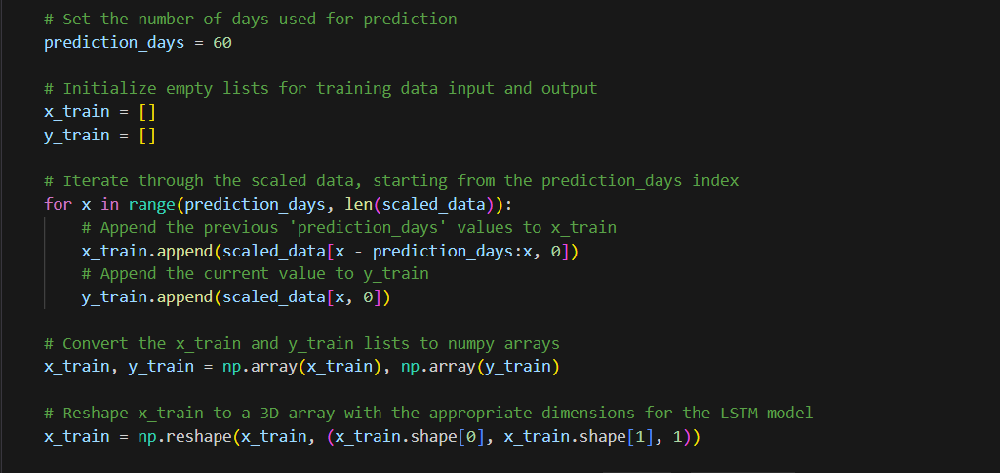 # Set the number of days used for prediction
prediction_days = 60
# Initialize empty lists for training data input and output
x_train = []
y_train = []
# Iterate through the scaled data, starting from the prediction_days index
for x in range(prediction_days, len(scaled_data)):
    # Append the previous 'prediction_days' values to x_train
    x_train.append(scaled_data[x - prediction_days:x, 0])
    # Append the current value to y_train
    y_train.append(scaled_data[x, 0])
# Convert the x_train and y_train lists to numpy arrays
x_train, y_train = np.array(x_train), np.array(y_train)
# Reshape x_train to a 3D array with the appropriate dimensions for the LSTM model
x_train = np.reshape(x_train, (x_train.shape[0], x_train.shape[1], 1))